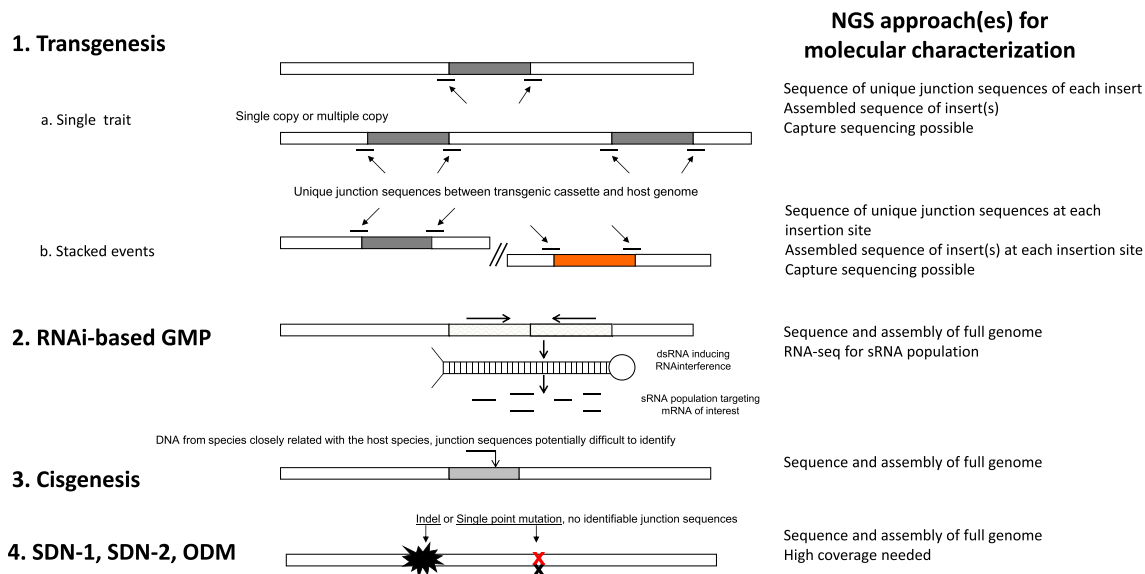 NGS approach(es) for
molecular characterization
1. Transgenesis
Sequence of unique junction sequences of each insert
Assembled sequence of insert(s)
Capture sequencing possible
a. Single trait
Single copy or multiple copy
Unique junction sequences between transgenic cassette and host genome
b. Stacked events
Sequence of unique junction sequences at each
insertion site
Assembled sequence of insert(s) at each insertion site
Capture sequencing possible
2. RNAi-based GMP
Sequence and assembly of full genome
RNA-seq for sRNA population
dsRNA inducing
RNAinterference
sRNA population targeting
mRNA of interest
DNA from species closely related with the host species, junction sequences potentially difficult to identify
3. Cisgenesis
Sequence and assembly of full genome
Indel or Single point mutation, no identifiable junction sequences
4. SDN-1, SDN-2, ODM
Sequence and assembly of full genome
High coverage needed
X
X